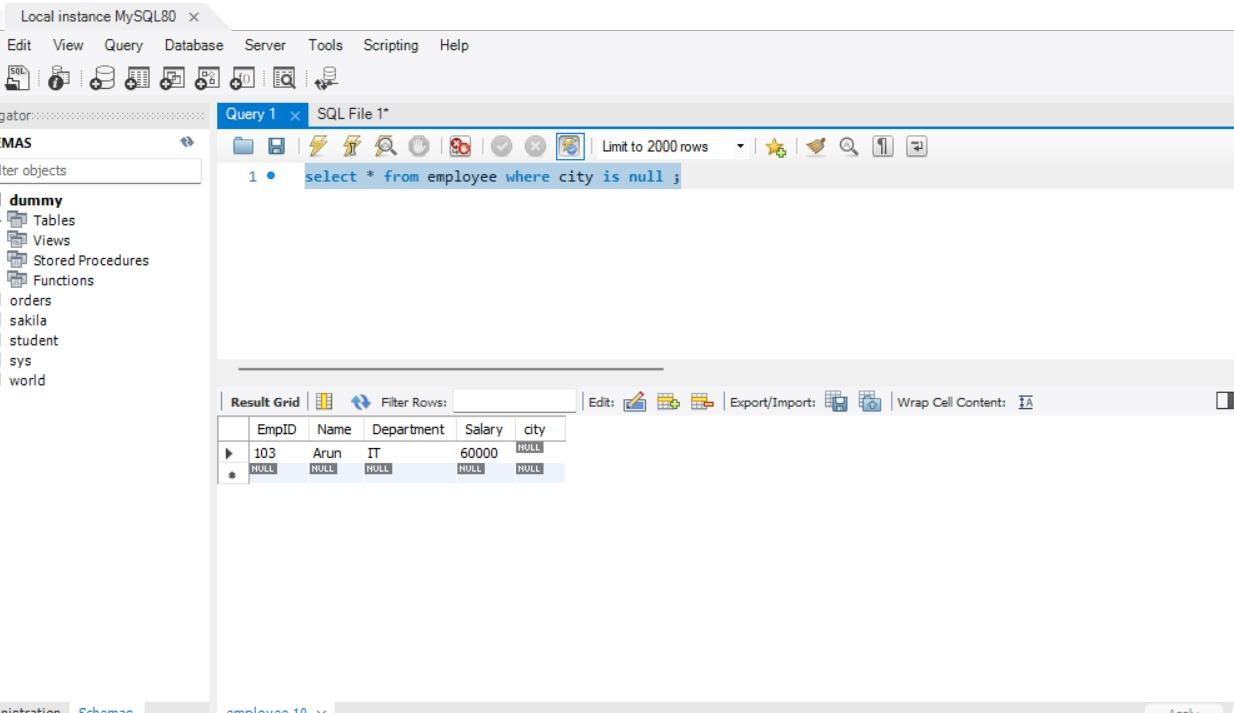 Local instance MySQL80
Edit View Query Database Server Tools Scripting Help
Query 1 SQL File 1*
Limit to 2000 rows
1 select * from employee where city is null ;
dummy
Tables
Views
Stored Procedures
Functions
orders
sakila
student
sys
world
Result Grid Filter Rows: Edit: Export/Import: Wrap Cell Content:
EmpID Name Department Salary city
103 Arun IT 60000 NULL
NULL NULL NULL NULL NULL